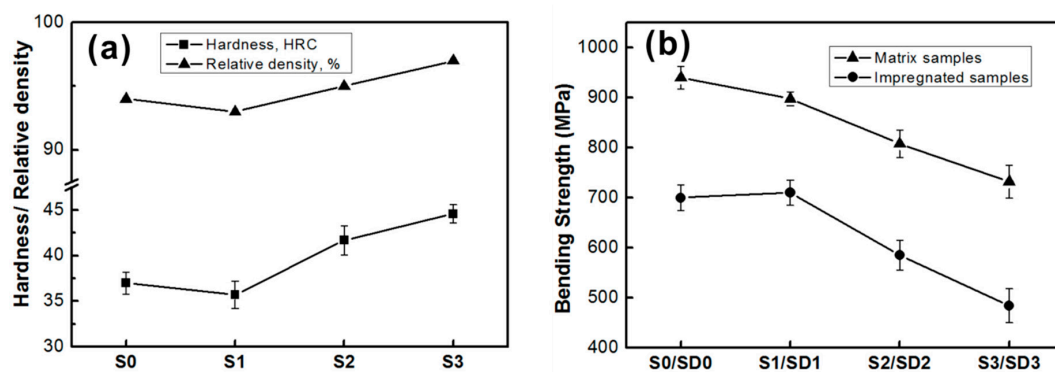 (a)
Hardness, HRC
Relative density, %
Hardness/ Relative density
100
90
45
40
35
30
S0
S1
S2
S3
(b)
Matrix samples
Impregnated samples
Bending Strength (MPa)
1000
900
800
700
600
500
400
S0/SD0
S1/SD1
S2/SD2
S3/SD3